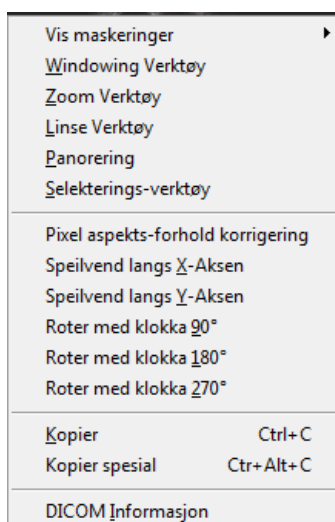 Vis maskeringer
Windowing Verktøy
Zoom Verktøy
Linse Verktøy
Panorering
Selekterings-verktøy
Pixel aspekts-forhold korrigering
Speilvend langs X-Aksen
Speilvend langs Y-Aksen
Roter med klokka 90°
Roter med klokka 180°
Roter med klokka 270°
Kopier Ctrl+C
Kopier spesial Ctr+Alt+C
DICOM Informasjon